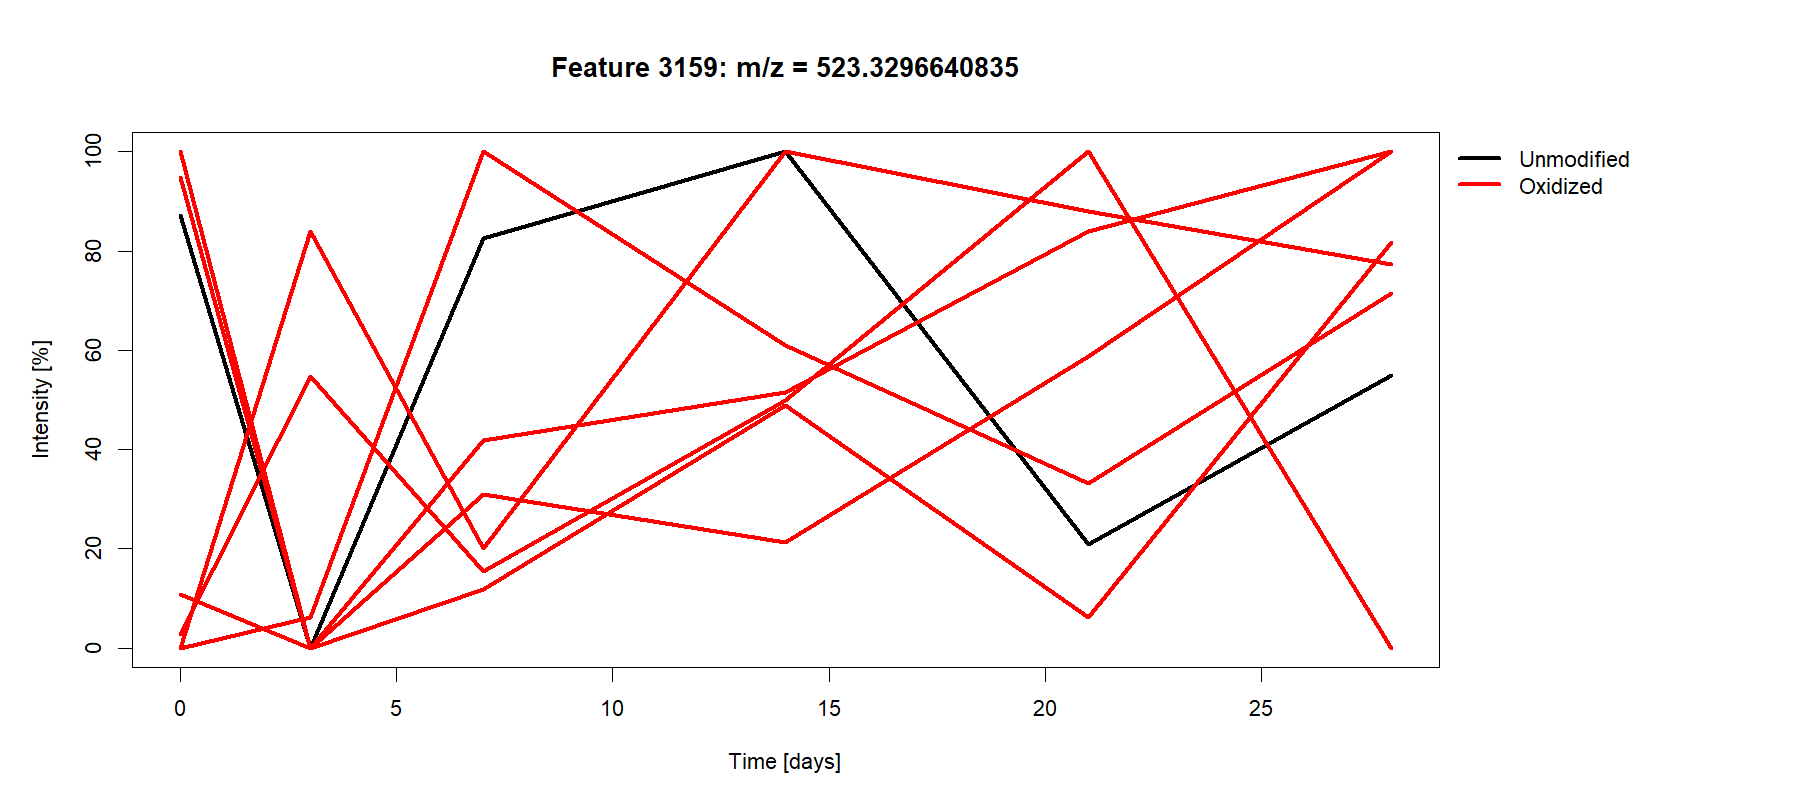 Feature 3159: m/z = 523.3296640835
Unmodified
Oxidized
Intensity [%]
100
80
60
40
20
0
0 5 10 15 20 25
Time [days]